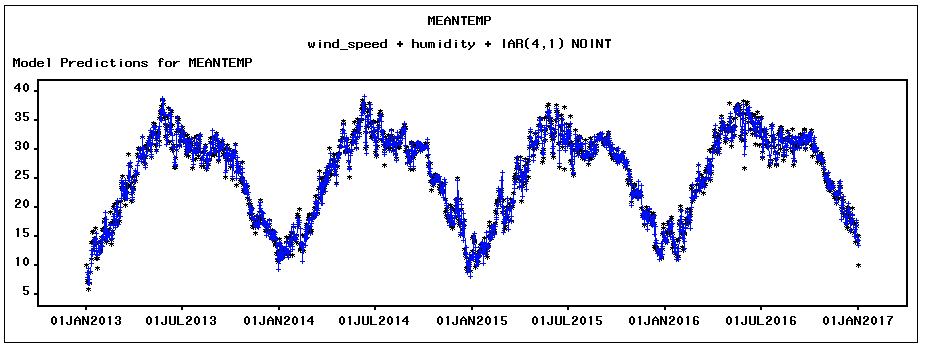 MEANTEMP
wind_speed + humidity + IAR(4,1) NOINT
Model Predictions for MEANTEMP
40
35
30
25
20
15
10
5
01JAN2013 01JUL2013 01JAN2014 01JUL2014 01JAN2015 01JUL2015 01JAN2016 01JUL2016 01JAN2017